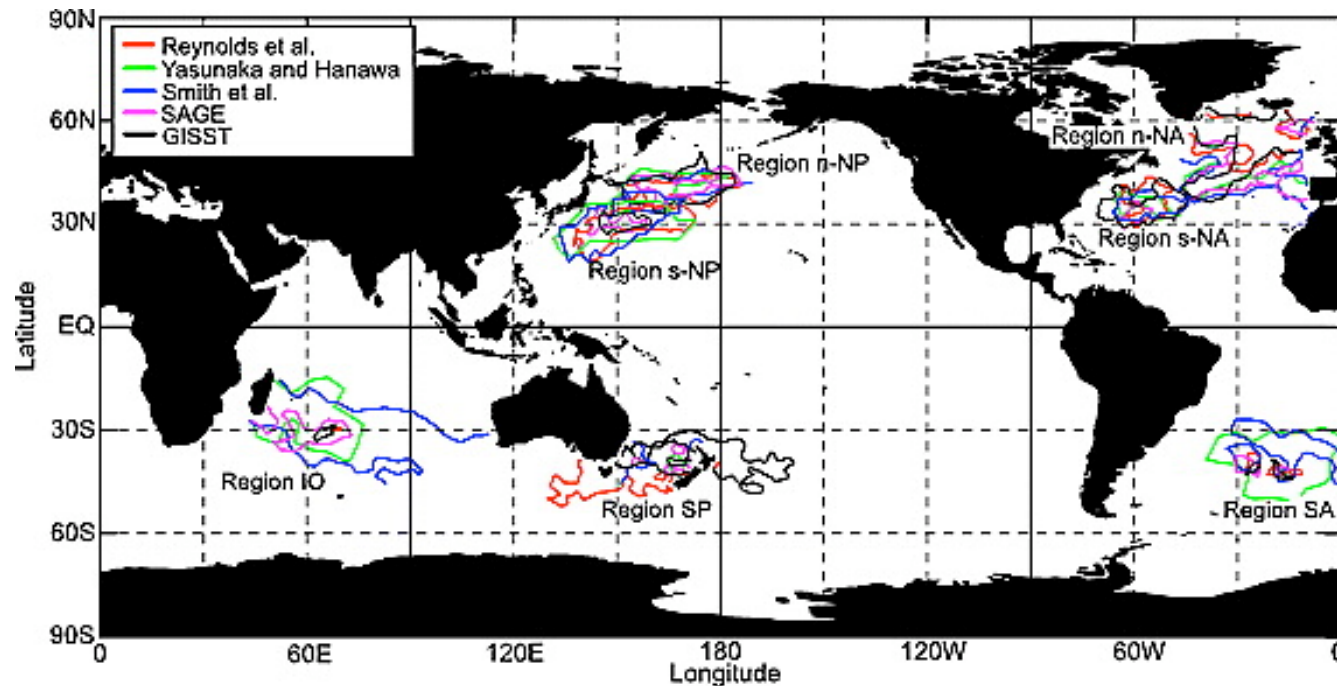 90N
Reynolds et al.
Yasunaka and Hanawa
Smith et al.
SAGE
GISST
60N
Region n-NA
Region n-NP
30N
Region s-NA
Region s-NP
EQ
Latitude
30S
Region IO
Region SP
Region SA
60S
90S
0 60E 120E 180 120W 60W 0
Longitude